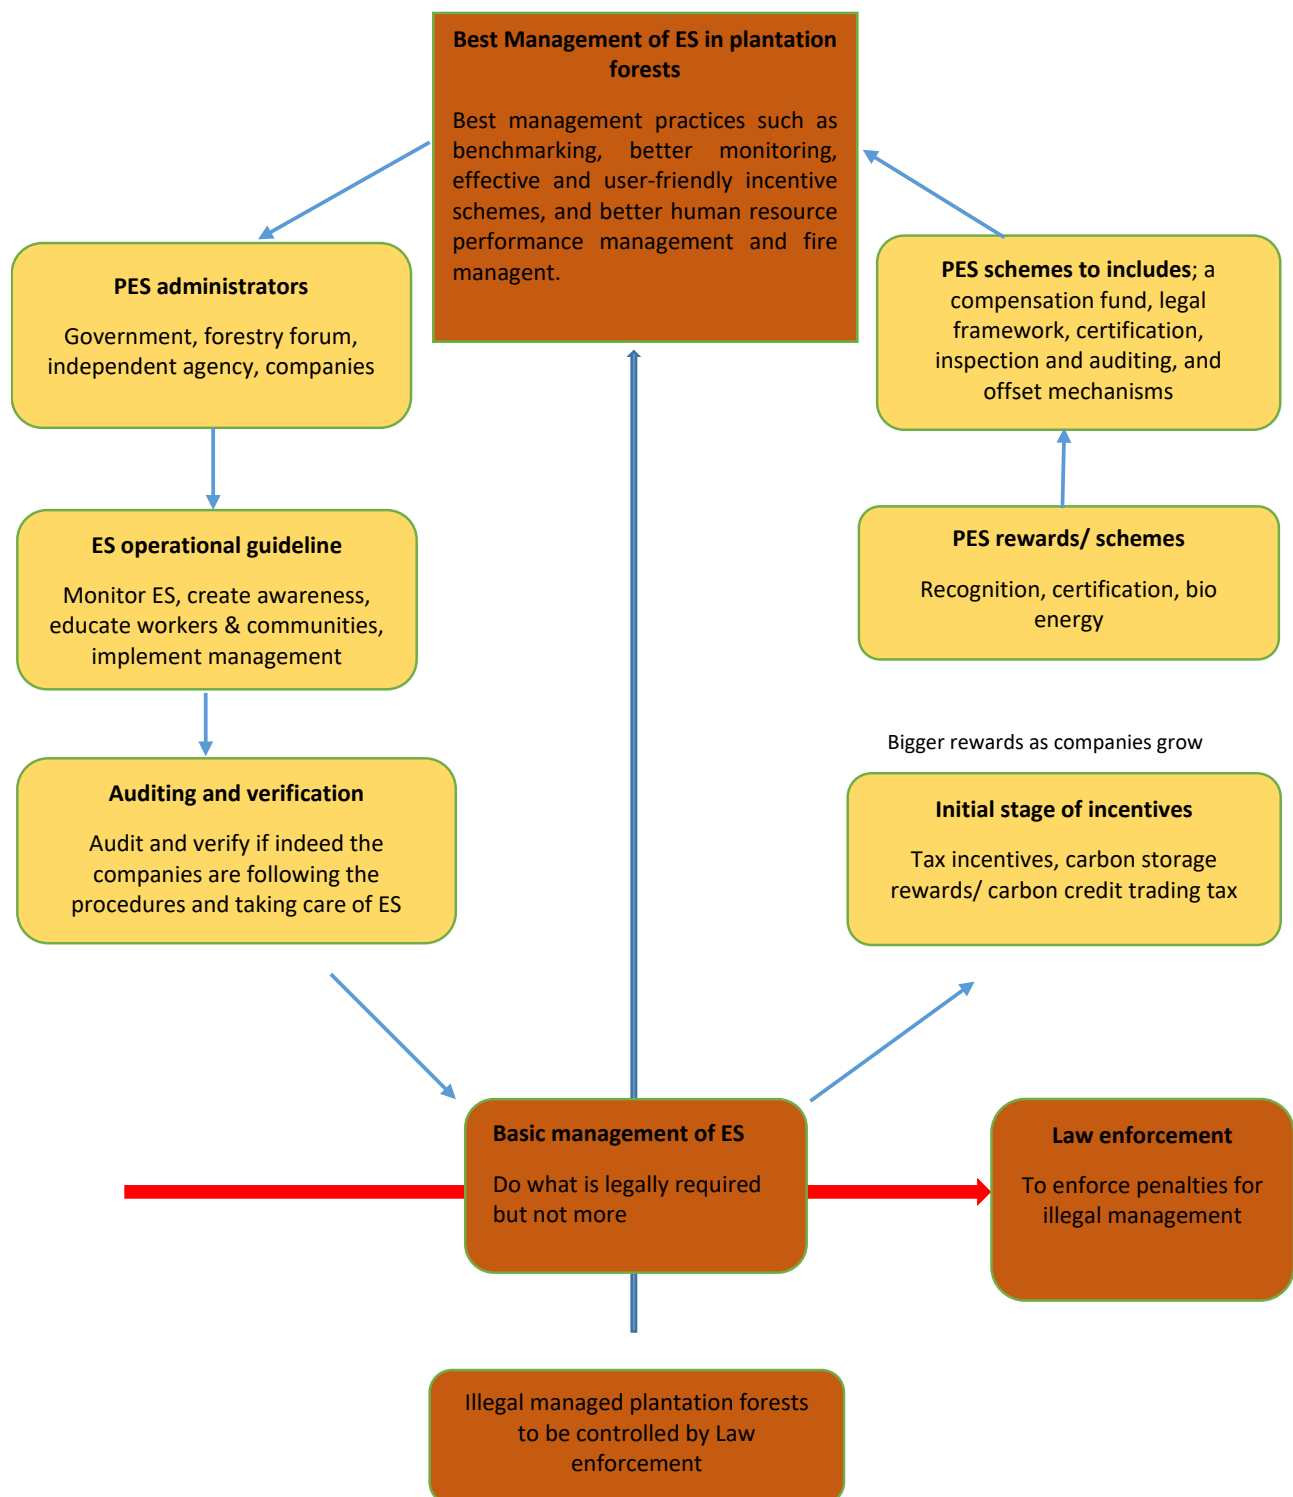 Best Management of ES in plantation
forests
Best management practices such as
benchmarking, better monitoring,
effective and user-friendly incentive
schemes, and better human resource
performance management and fire
managent.
PES administrators
Government, forestry forum,
independent agency, companies
PES schemes to includes; a
compensation fund, legal
framework, certification,
inspection and auditing, and
offset mechanisms
ES operational guideline
Monitor ES, create awareness,
educate workers & communities,
implement management
PES rewards/ schemes
Recognition, certification, bio
energy
Bigger rewards as companies grow
Auditing and verification
Audit and verify if indeed the
companies are following the
procedures and taking care of ES
Initial stage of incentives
Tax incentives, carbon storage
rewards/ carbon credit trading tax
Basic management of ES
Do what is legally required
but not more
Law enforcement
To enforce penalties for
illegal management
Illegal managed plantation forests
to be controlled by Law
enforcement